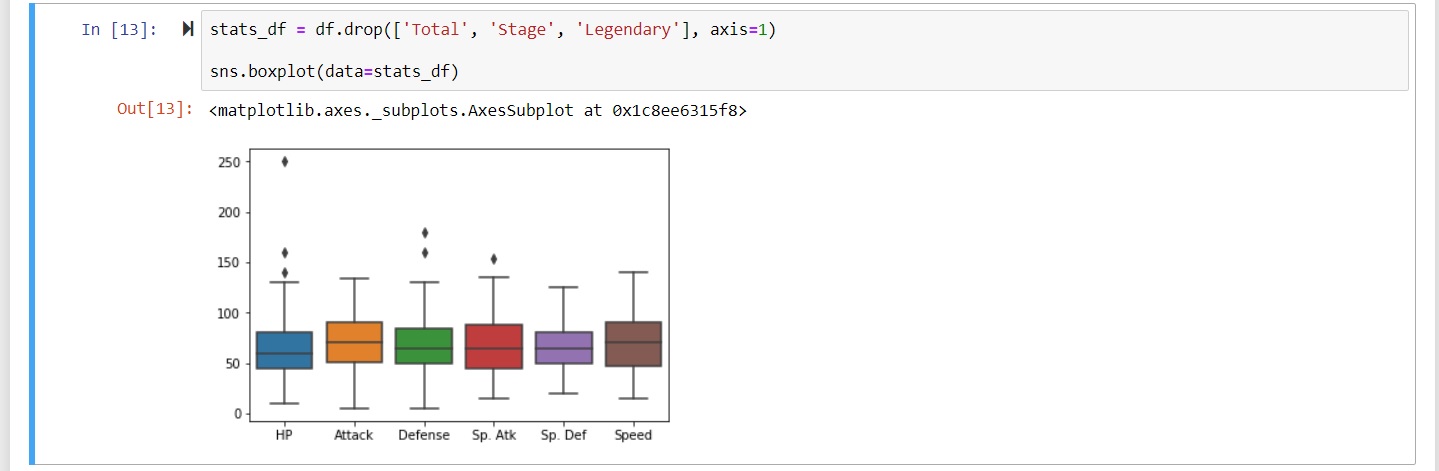 In [13]: stats_df = df.drop(['Total', 'Stage', 'Legendary'], axis=1)
sns.boxplot(data=stats_df)
Out[13]: <matplotlib.axes._subplots.AxesSubplot at 0x1c8ee6315f8>
250
200
150
100
50
0
HP Attack Defense Sp. Atk Sp. Def Speed